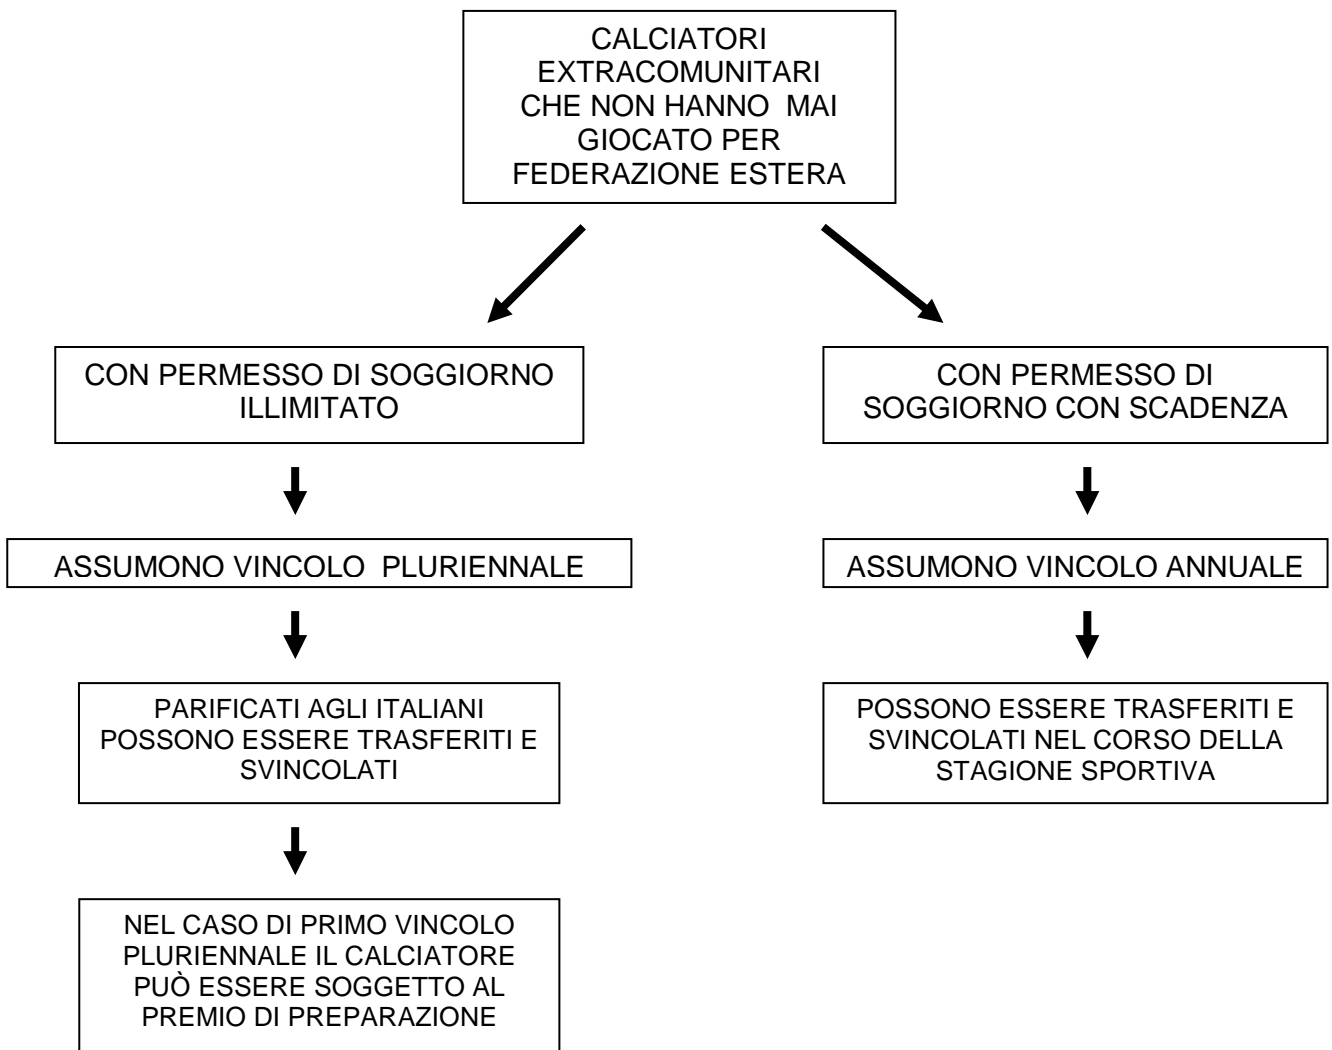 CALCIATORI
EXTRACOMUNITARI
CHE NON HANNO MAI
GIOCATO PER
FEDERAZIONE ESTERA
CON PERMESSO DI SOGGIORNO
ILLIMITATO
CON PERMESSO DI
SOGGIORNO CON SCADENZA
ASSUMONO VINCOLO PLURIENNALE
ASSUMONO VINCOLO ANNUALE
PARIFICATI AGLI ITALIANI
POSSONO ESSERE TRASFERITI E
SVINCOLATI
POSSONO ESSERE TRASFERITI E
SVINCOLATI NEL CORSO DELLA
STAGIONE SPORTIVA
NEL CASO DI PRIMO VINCOLO
PLURIENNALE IL CALCIATORE
PUÒ ESSERE SOGGETTO AL
PREMIO DI PREPARAZIONE